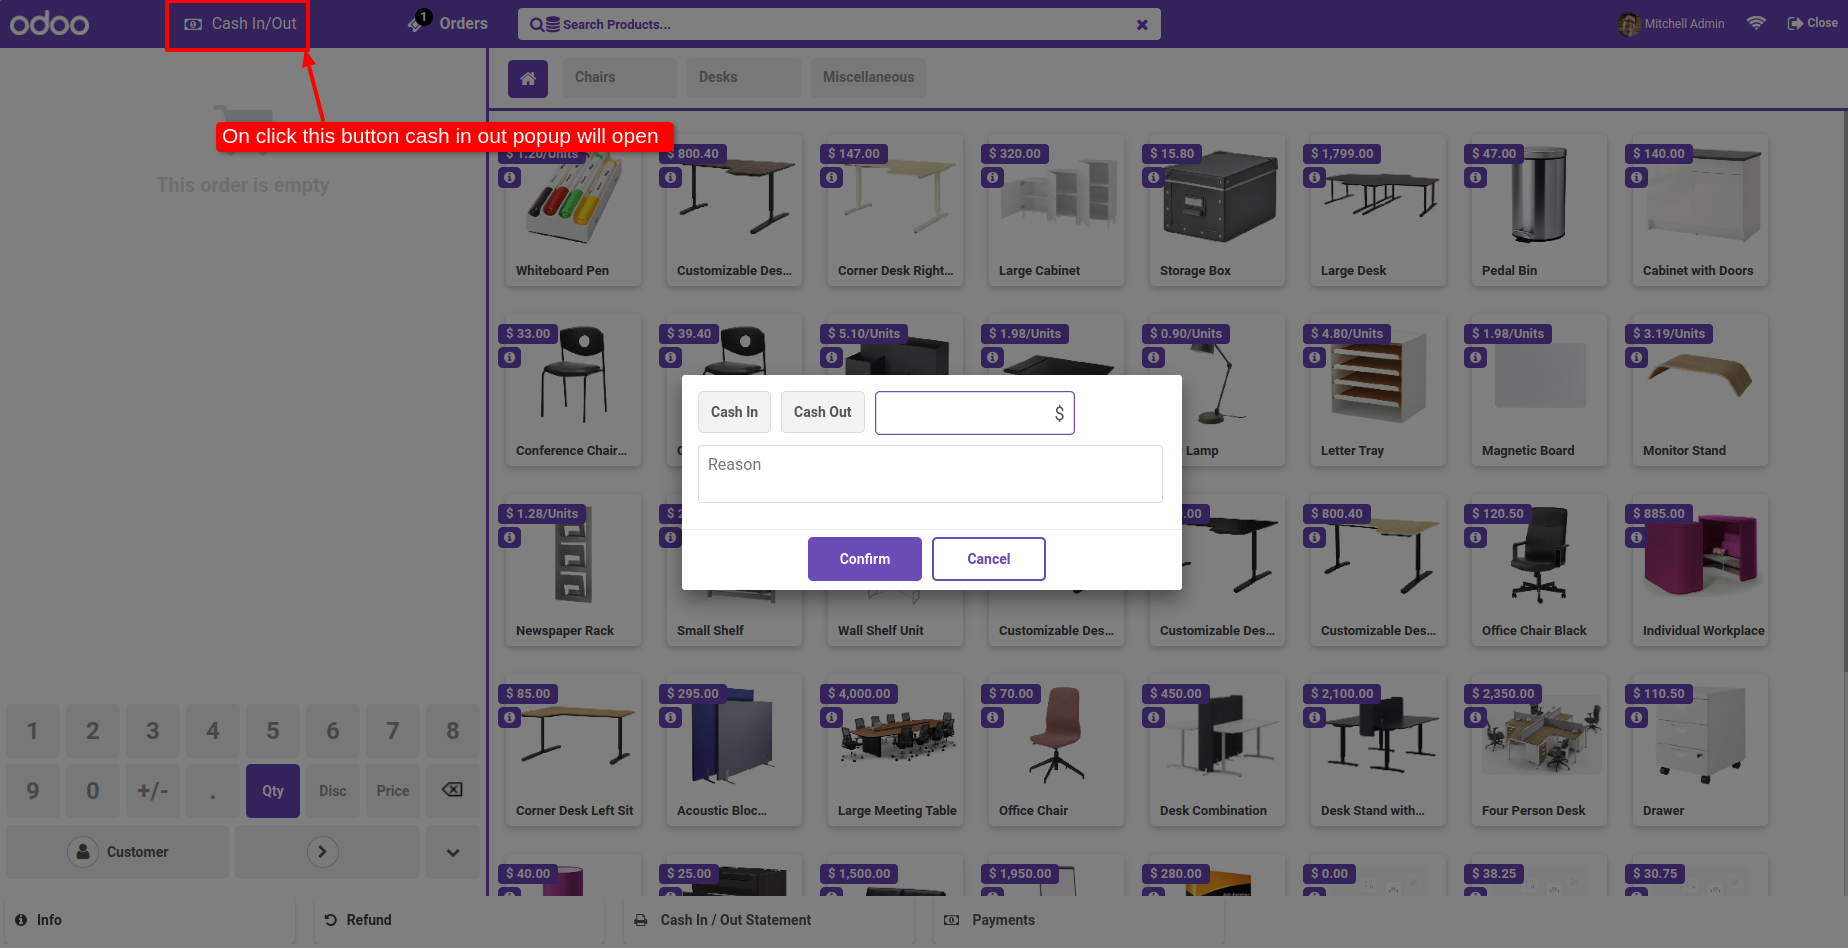 odoo
Cash In/Out
1
Orders
Search Products...
Mitchell Admin
Close
Chairs
Desks
Miscellaneous
On click this button cash in out popup will open
This order is empty
$ 1.20/Units
$ 800.40
$ 147.00
$ 320.00
$ 15.80
$ 1,799.00
$ 47.00
$ 140.00
Whiteboard Pen
Customizable Des...
Corner Desk Right...
Large Cabinet
Storage Box
Large Desk
Pedal Bin
Cabinet with Doors
$ 33.00
$ 39.40
$ 5.10/Units
$ 1.98/Units
$ 0.90/Units
$ 4.80/Units
$ 1.98/Units
$ 3.19/Units
Conference Chair...
Lamp
Letter Tray
Magnetic Board
Monitor Stand
Cash In
Cash Out
$
Reason
Confirm
Cancel
$ 1.28/Units
.00
$ 800.40
$ 120.50
$ 885.00
Newspaper Rack
Small Shelf
Wall Shelf Unit
Customizable Des...
Customizable Des...
Customizable Des...
Office Chair Black
Individual Workplace
$ 85.00
$ 295.00
$ 4,000.00
$ 70.00
$ 450.00
$ 2,100.00
$ 2,350.00
$ 110.50
Corner Desk Left Sit
Acoustic Bloc...
Large Meeting Table
Office Chair
Desk Combination
Desk Stand with...
Four Person Desk
Drawer
$ 40.00
$ 25.00
$ 1,500.00
$ 1,950.00
$ 280.00
$ 0.00
$ 38.25
$ 30.75
1 2 3 4 5 6 7 8
9 0 +/- . Qty Disc Price
Customer
Info
Refund
Cash In / Out Statement
Payments